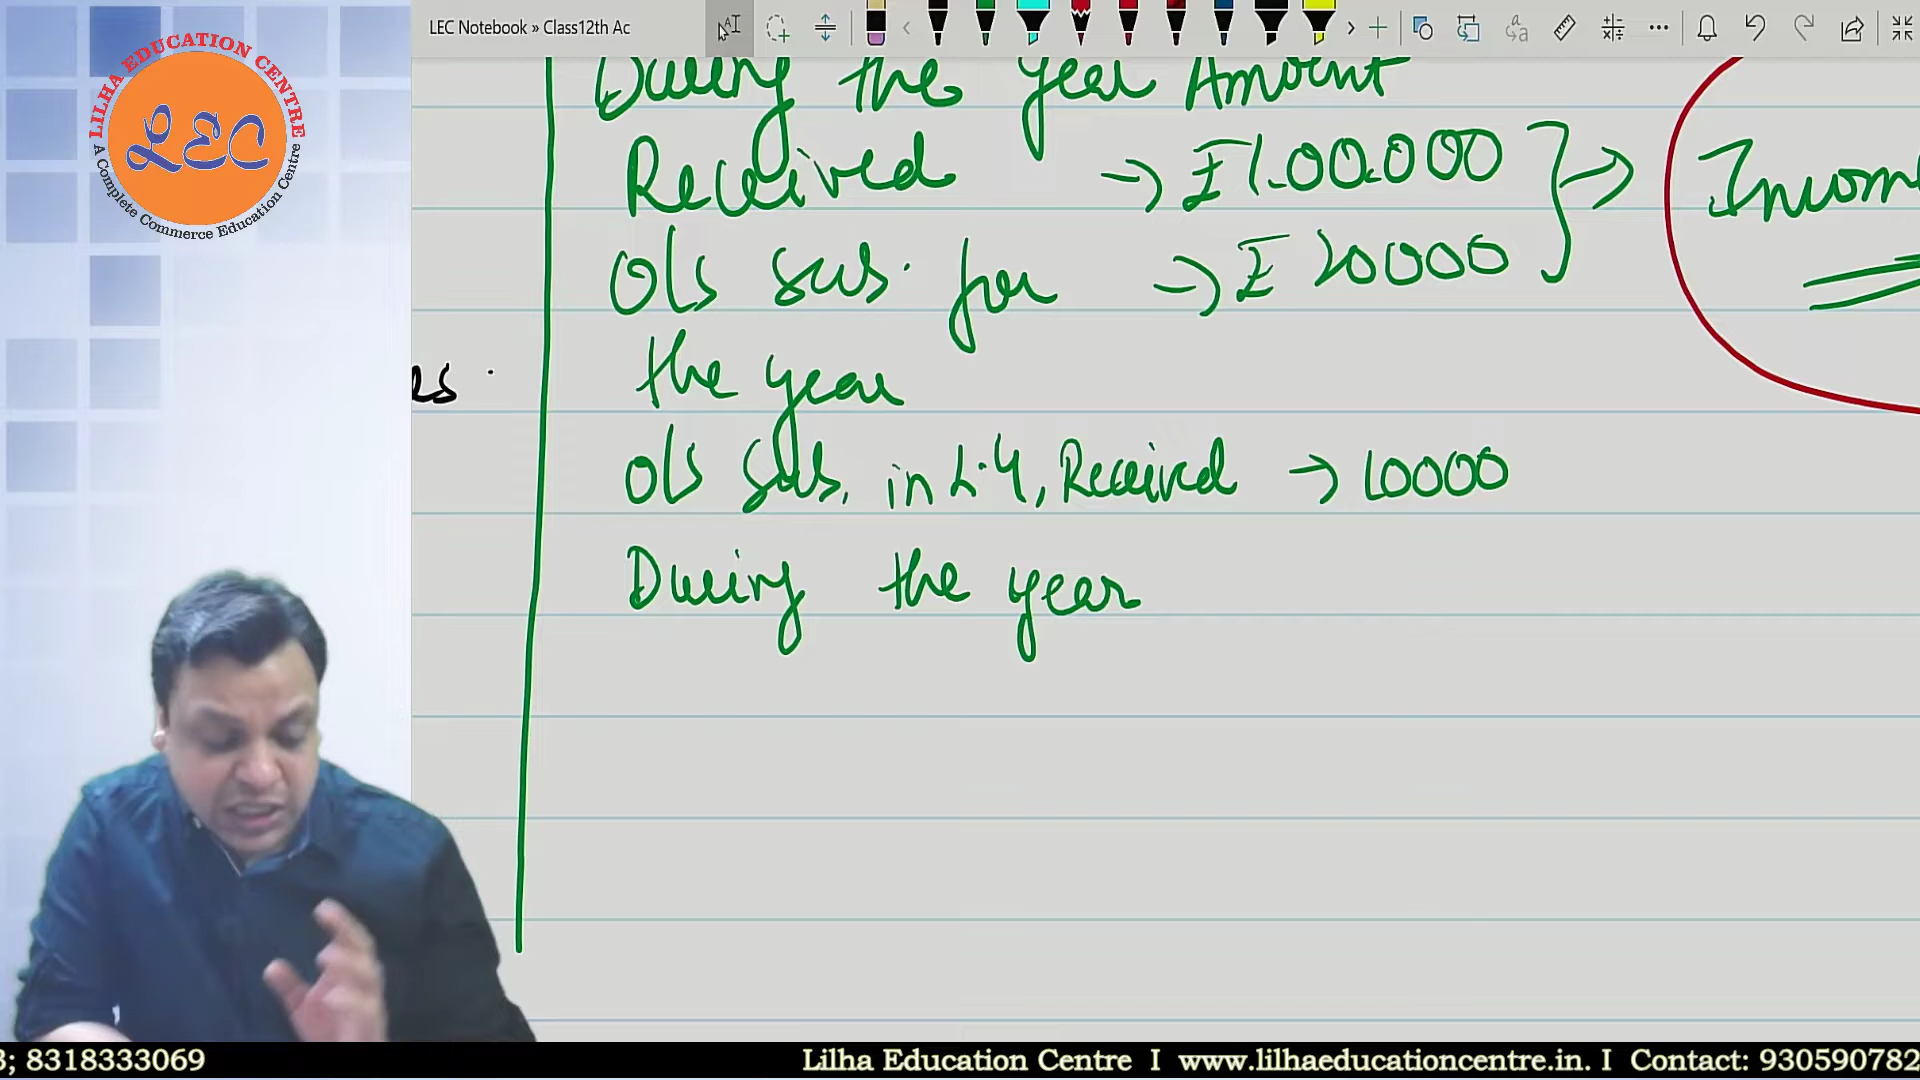 LILHA EDUCATION CENTRE
LEC
A Complete Commerce Education Centre
LEC Notebook » Class12th Ac
During the year Amount
Received → ₹1.00.000 } → Incom
O/s sub. for → ₹ 20000
the year
es.
O/s Sub. in L.Y, Received → 10000
During the year
3; 8318333069
Lilha Education Centre I www.lilhaeducationcentre.in. I Contact: 930590782